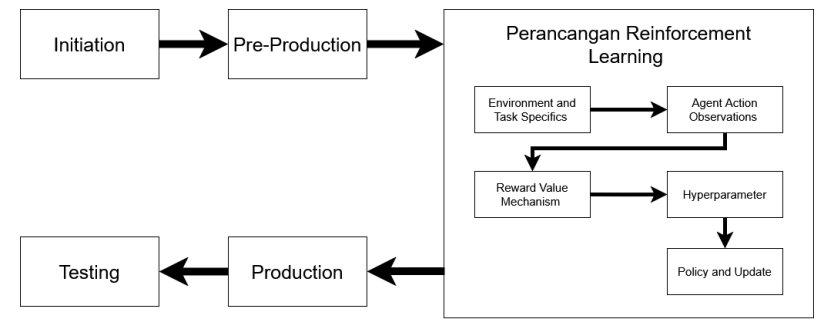 Initiation
Pre-Production
Perancangan Reinforcement
Learning
Environment and
Task Specifics
Agent Action
Observations
Reward Value
Mechanism
Hyperparameter
Policy and Update
Production
Testing